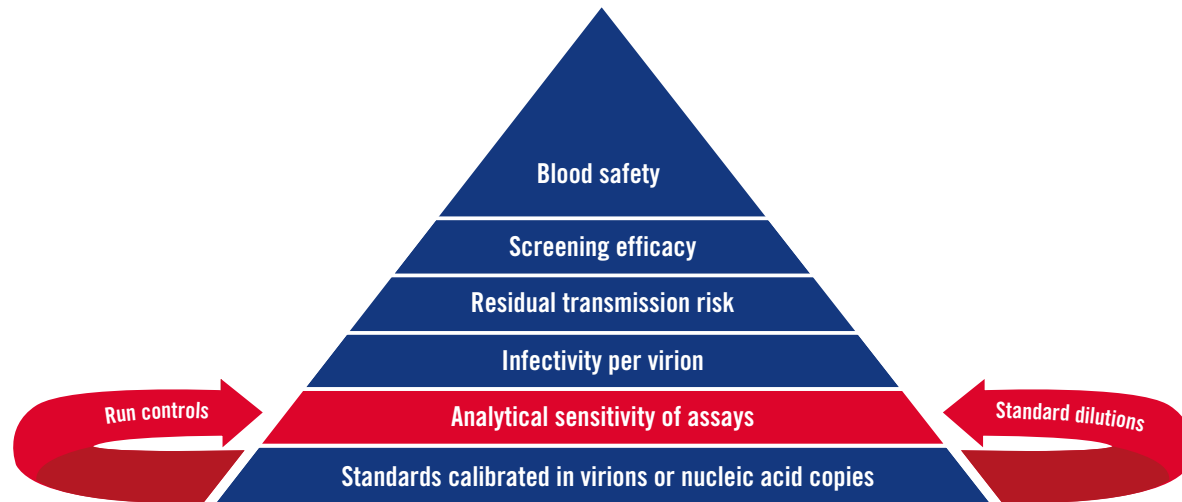 Blood safety
Screening efficacy
Residual transmission risk
Infectivity per virion
Run controls
Analytical sensitivity of assays
Standard dilutions
Standards calibrated in virions or nucleic acid copies